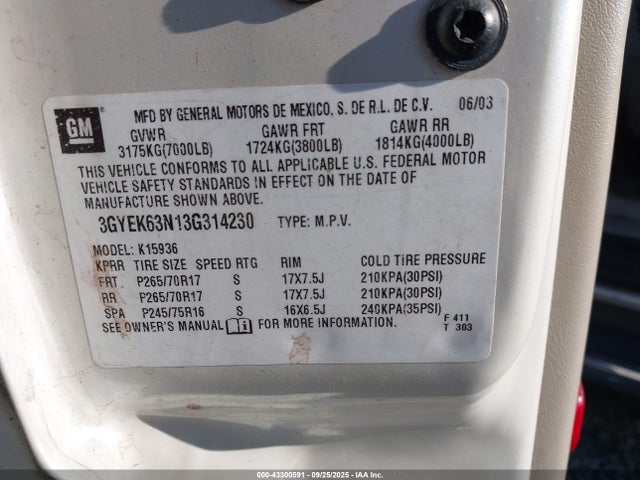 GM
MFD BY GENERAL MOTORS DE MEXICO, S. DE R.L. DE C.V. 06/03
GVWR GAWR FRT GAWR RR
3175KG(7000LB) 1724KG(3800LB) 1814KG(4000LB)
THIS VEHICLE CONFORMS TO ALL APPLICABLE U.S. FEDERAL MOTOR
VEHICLE SAFETY STANDARDS IN EFFECT ON THE DATE OF
MANUFACTURE SHOWN ABOVE.
3GYEK63N13G314230 TYPE: M.P.V.
MODEL: K15936
KPRR TIRE SIZE SPEED RTG RIM COLD TIRE PRESSURE
FRT P265/70R17 S 17X7.5J 210KPA(30PSI)
RR P265/70R17 S 17X7.5J 210KPA(30PSI)
SPA P245/75R16 S 16X6.5J 240KPA(35PSI)
SEE OWNER'S MANUAL FOR MORE INFORMATION.
F 411
T 303
000-43300591 - 09/25/2025 - IAA Inc.